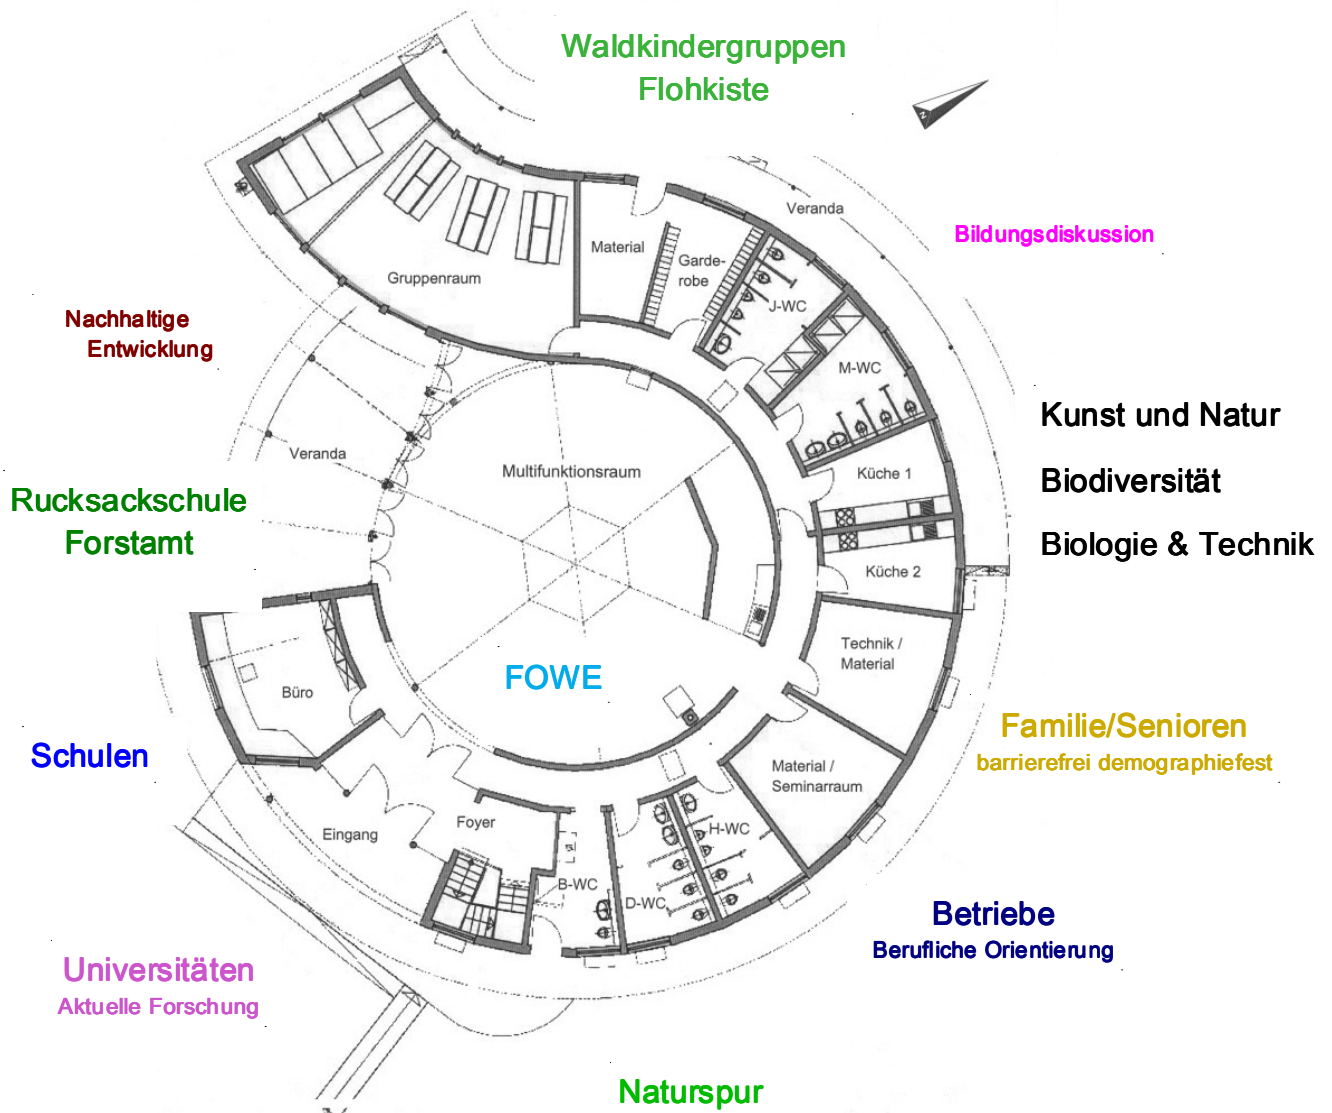 Waldkindergruppen
Flohkiste
N
Veranda
Bildungsdiskussion
Material
Garde-
robe
Gruppenraum
J-WC
Nachhaltige
Entwicklung
M-WC
Kunst und Natur
Veranda
Multifunktionsraum
Küche 1
Biodiversität
Rucksackschule
Forstamt
Biologie & Technik
Küche 2
Technik /
Material
FOWE
Büro
Familie/Senioren
barrierefrei demographiefest
Schulen
Material /
Seminarraum
Eingang
Foyer
H-WC
B-WC
D-WC
Betriebe
Berufliche Orientierung
Universitäten
Aktuelle Forschung
Naturspur